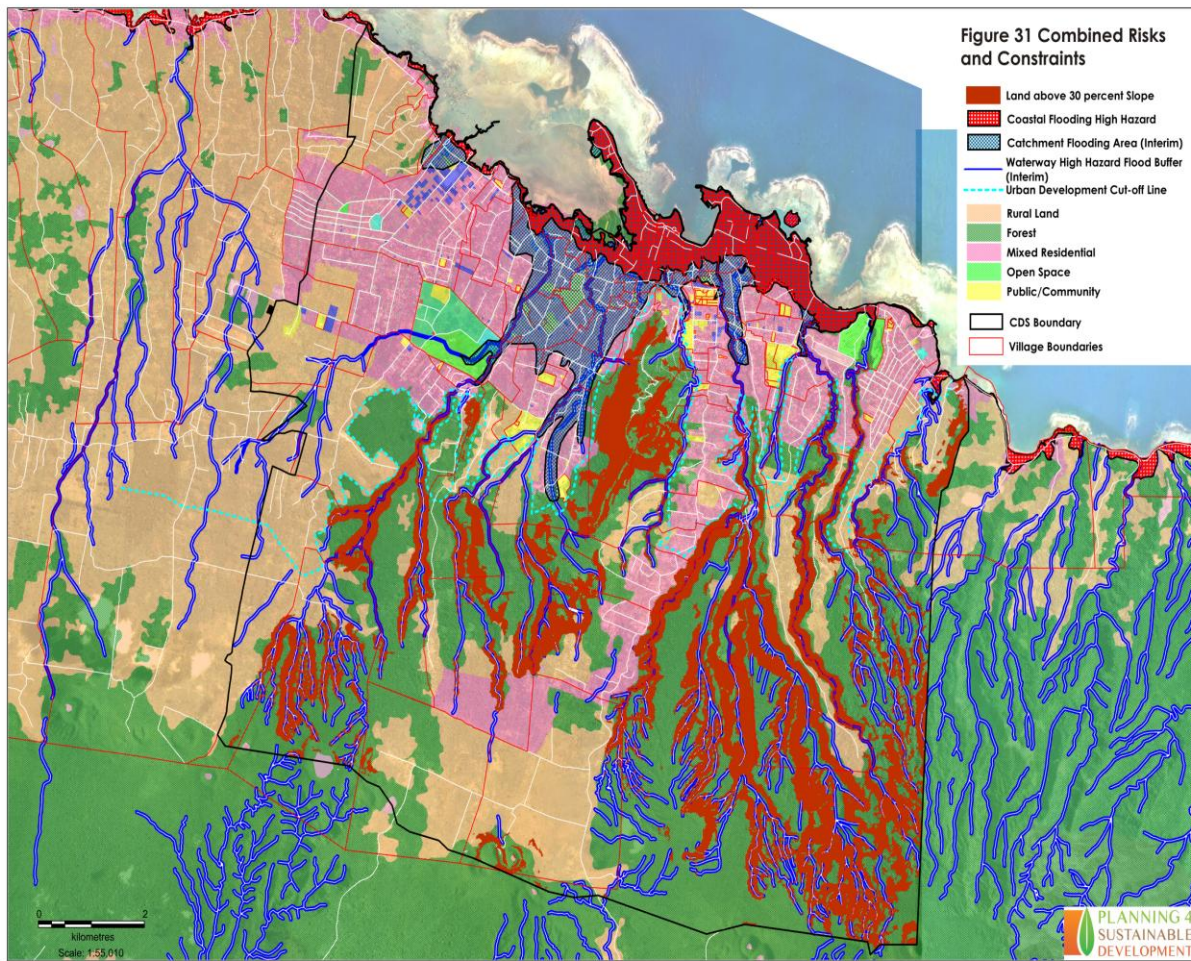 Figure 31 Combined Risks
and Constraints
Land above 30 percent Slope
Coastal Flooding High Hazard
Catchment Flooding Area (Interim)
Waterway High Hazard Flood Buffer
(Interim)
Urban Development Cut-off Line
Rural Land
Forest
Mixed Residential
Open Space
Public/Community
CDS Boundary
Village Boundaries
0 2
kilometres
Scale: 1:55,010
PLANNING 4
SUSTAINABLE
DEVELOPMENT